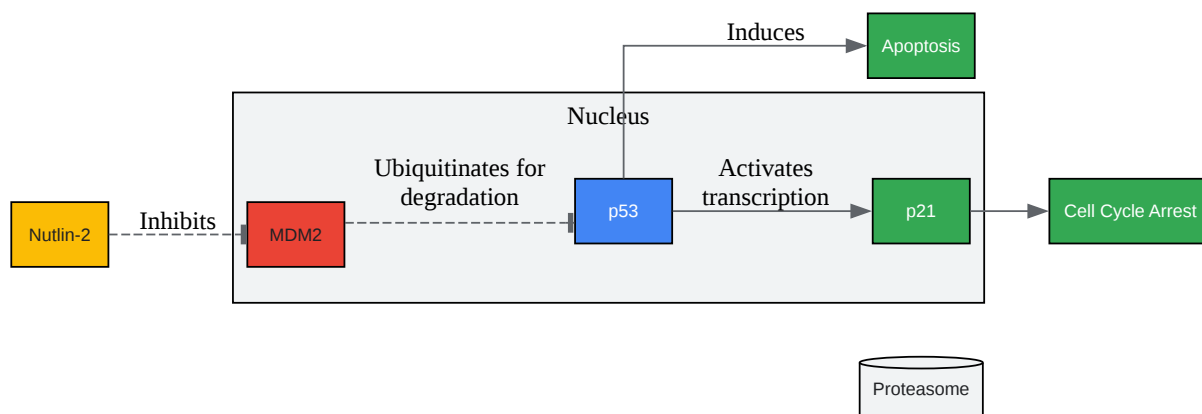 Induces
Apoptosis
Nucleus
Ubiquitinates for
degradation
Activates
transcription
Nutlin-2
Inhibits
MDM2
p53
p21
Cell Cycle Arrest
Proteasome